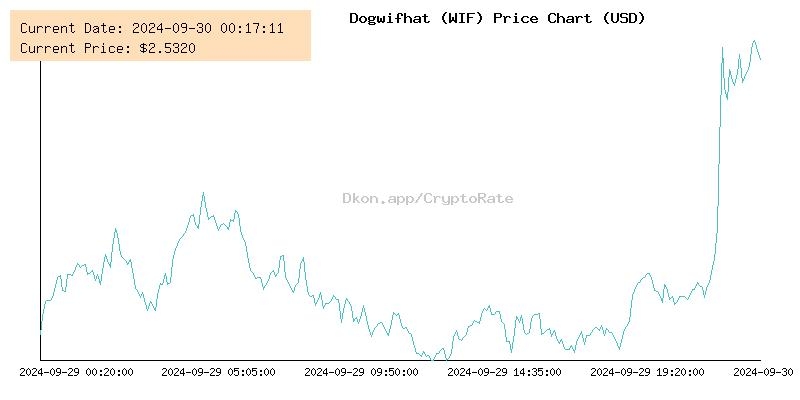 Dogwifhat (WIF) Price Chart (USD)
Current Date: 2024-09-30 00:17:11
Current Price: $2.5320
Dkon.app/CryptoRate
2024-09-29 00:20:00 2024-09-29 05:05:00 2024-09-29 09:50:00 2024-09-29 14:35:00 2024-09-29 19:20:00 2024-09-30